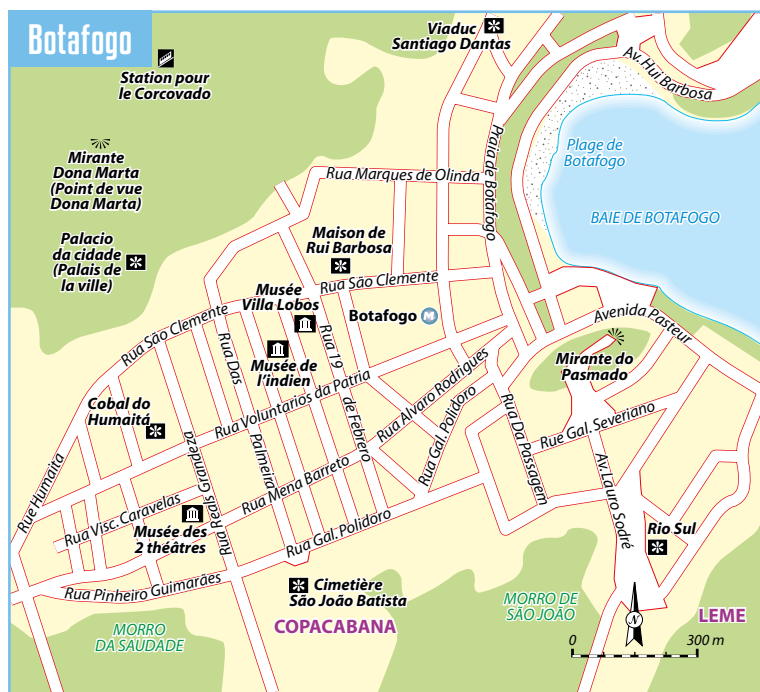 Botafogo
Viaduc
Santiago Dantas
Av.Hui Barbosa
Station pour
le Corcovado
Plage de
Botafogo
Mirante
Dona Marta
(Point de vue
Dona Marta)
Praia de Botafogo
Rua Marques de Olinda
BAIE DE BOTAFOGO
Maison de
Rui Barbosa
Palacio
da cidade
(Palais de
la ville)
Rua São Clemente
Musée
Villa Lobos
Botafogo M
Avenida Pasteur
Rua São Clemente
Rua Das
Palmeira
Rua 19
de Febrero
Musée de
l'indien
Mirante do
Pasmado
Rua Voluntarios da Patria
Rua Alvaro Rodrigues
Cobal do
Humaitá
Rua Gal. Polidoro
Rua Da Passagem
Rue Gal. Severiano
Rue Humaita
Rua Reais Grandeza
Rua Mena Barreto
Av.Lauro Sodré
Rua Visc. Caravelas
Musée des
2 théâtres
Rua Gal. Polidoro
Rio Sul
Rua Pinheiro Guimarães
Cimetière
São João Batista
MORRO DE
SÃO JOÃO
COPACABANA
LEME
MORRO
DA SAUDADE
N
0 300 m